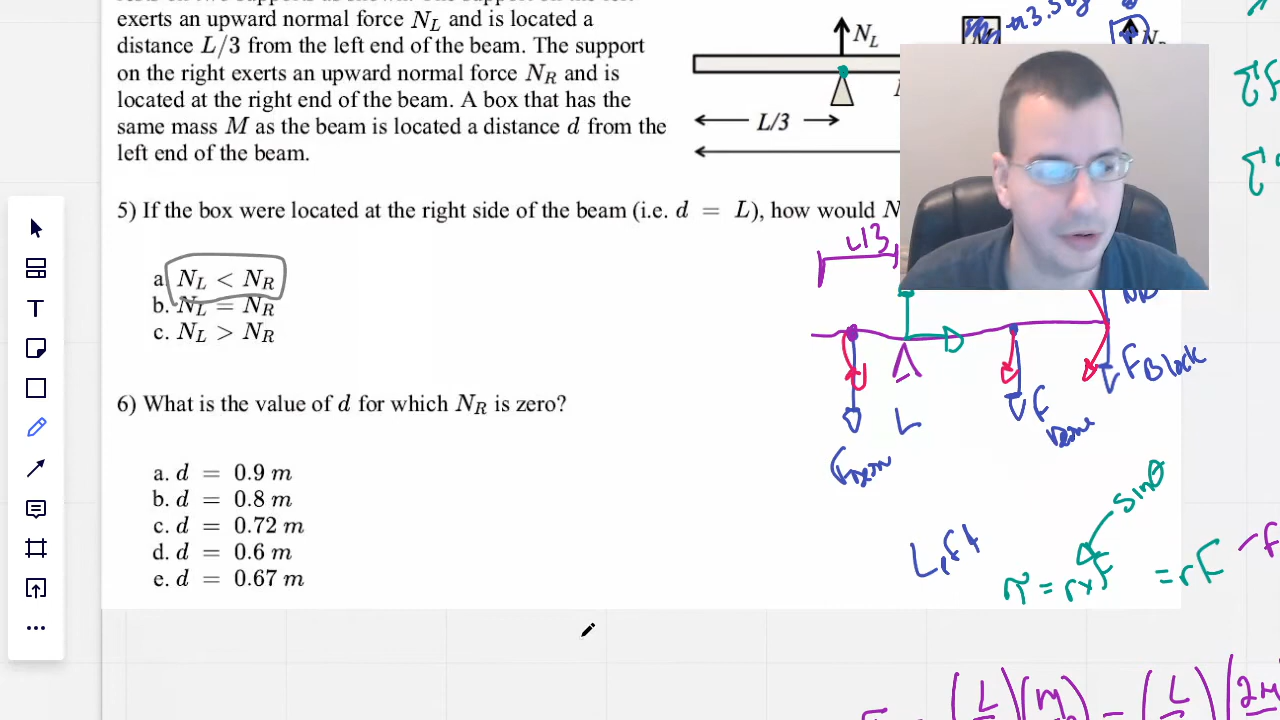 exerts an upward normal force N_L and is located a
distance L/3 from the left end of the beam. The support
on the right exerts an upward normal force N_R and is
located at the right end of the beam. A box that has the
same mass M as the beam is located a distance d from the
left end of the beam.
N_L
L/3
5) If the box were located at the right side of the beam (i.e. d = L), how would N
a. N_L < N_R
b. N_L = N_R
c. N_L > N_R
L/3
F Block
L
F
6) What is the value of d for which N_R is zero?
a. d = 0.9 m
b. d = 0.8 m
c. d = 0.72 m
d. d = 0.6 m
e. d = 0.67 m
sinθ
Left
τ = r×F = rF
T